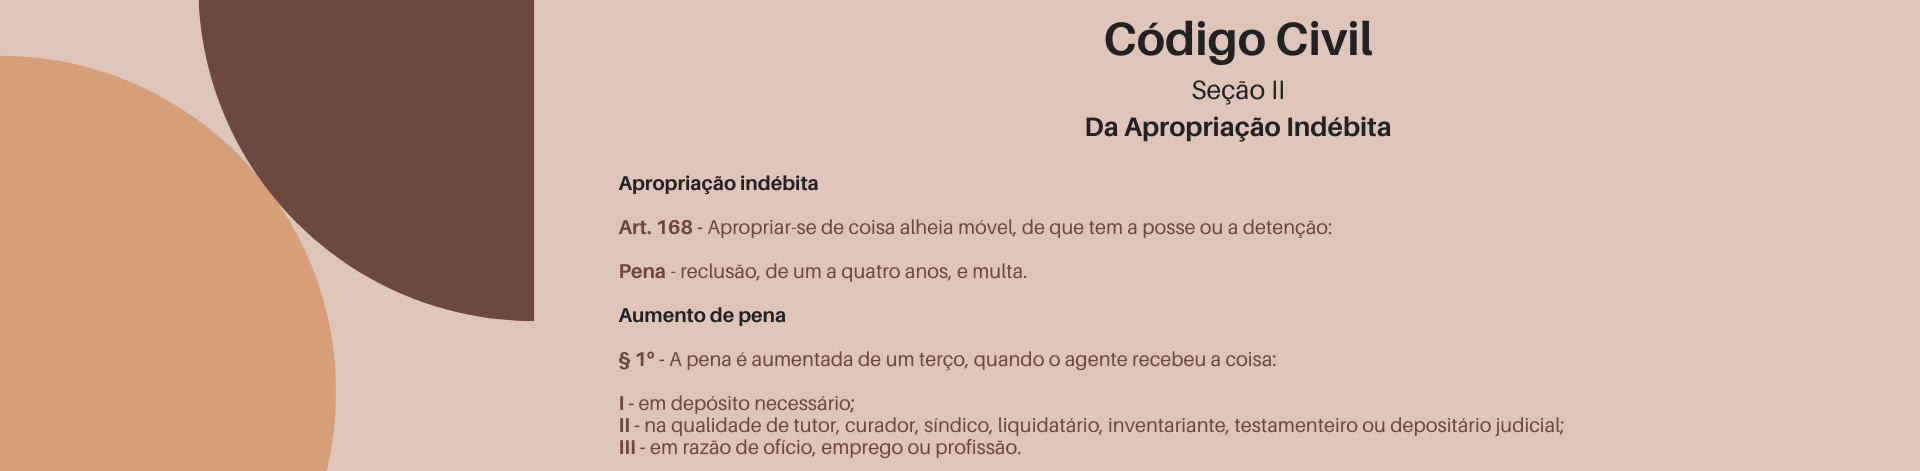 Código Civil
Seção II
Da Apropriação Indébita
Apropriação indébita
Art. 168 - Apropriar-se de coisa alheia móvel, de que tem a posse ou a detenção:
Pena - reclusão, de um a quatro anos, e multa.
Aumento de pena
§ 1º - A pena é aumentada de um terço, quando o agente recebeu a coisa:
I - em depósito necessário;
II - na qualidade de tutor, curador, síndico, liquidatário, inventariante, testamenteiro ou depositário judicial;
III - em razão de ofício, emprego ou profissão.